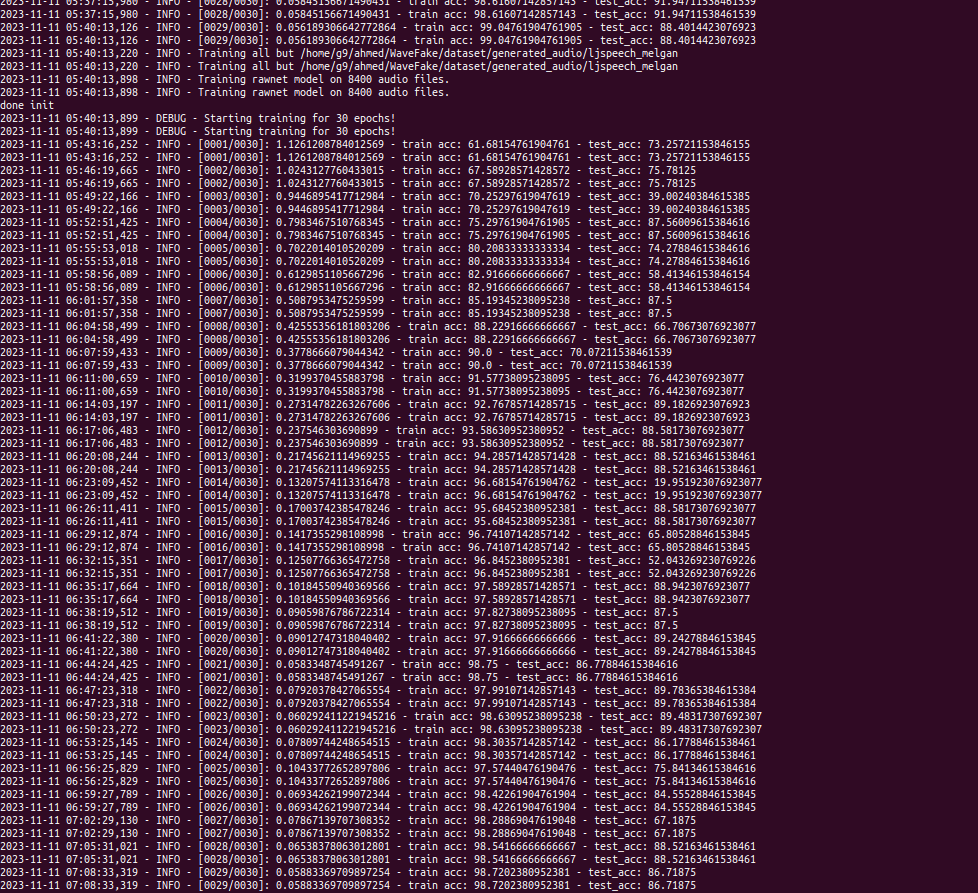 2023-11-11 05:37:15,980 - INFO - [0028/0030]: 0.05845156671490431 - train acc: 98.61607142857143 - test_acc: 91.94711538461539
2023-11-11 05:37:15,980 - INFO - [0028/0030]: 0.05845156671490431 - train acc: 98.61607142857143 - test_acc: 91.94711538461539
2023-11-11 05:40:13,126 - INFO - [0029/0030]: 0.056189306642772864 - train acc: 99.04761904761905 - test_acc: 88.4014423076923
2023-11-11 05:40:13,126 - INFO - [0029/0030]: 0.056189306642772864 - train acc: 99.04761904761905 - test_acc: 88.4014423076923
2023-11-11 05:40:13,220 - INFO - Training all but /home/g9/ahmed/WaveFake/dataset/generated_audio/ljspeech_melgan
2023-11-11 05:40:13,220 - INFO - Training all but /home/g9/ahmed/WaveFake/dataset/generated_audio/ljspeech_melgan
2023-11-11 05:40:13,898 - INFO - Training rawnet model on 8400 audio files.
2023-11-11 05:40:13,898 - INFO - Training rawnet model on 8400 audio files.
done init
2023-11-11 05:40:13,899 - DEBUG - Starting training for 30 epochs!
2023-11-11 05:40:13,899 - DEBUG - Starting training for 30 epochs!
2023-11-11 05:43:16,252 - INFO - [0001/0030]: 1.1261208784012569 - train acc: 61.68154761904761 - test_acc: 73.25721153846155
2023-11-11 05:43:16,252 - INFO - [0001/0030]: 1.1261208784012569 - train acc: 61.68154761904761 - test_acc: 73.25721153846155
2023-11-11 05:46:19,665 - INFO - [0002/0030]: 1.0243127760433015 - train acc: 67.58928571428572 - test_acc: 75.78125
2023-11-11 05:46:19,665 - INFO - [0002/0030]: 1.0243127760433015 - train acc: 67.58928571428572 - test_acc: 75.78125
2023-11-11 05:49:22,166 - INFO - [0003/0030]: 0.9446895417712984 - train acc: 70.25297619047619 - test_acc: 39.00240384615385
2023-11-11 05:49:22,166 - INFO - [0003/0030]: 0.9446895417712984 - train acc: 70.25297619047619 - test_acc: 39.00240384615385
2023-11-11 05:52:51,425 - INFO - [0004/0030]: 0.7983467510768345 - train acc: 75.29761904761905 - test_acc: 87.56009615384616
2023-11-11 05:52:51,425 - INFO - [0004/0030]: 0.7983467510768345 - train acc: 75.29761904761905 - test_acc: 87.56009615384616
2023-11-11 05:55:53,018 - INFO - [0005/0030]: 0.7022014010520209 - train acc: 80.20833333333334 - test_acc: 74.27884615384616
2023-11-11 05:55:53,018 - INFO - [0005/0030]: 0.7022014010520209 - train acc: 80.20833333333334 - test_acc: 74.27884615384616
2023-11-11 05:58:56,089 - INFO - [0006/0030]: 0.6129851105667296 - train acc: 82.91666666666667 - test_acc: 58.41346153846154
2023-11-11 05:58:56,089 - INFO - [0006/0030]: 0.6129851105667296 - train acc: 82.91666666666667 - test_acc: 58.41346153846154
2023-11-11 06:01:57,358 - INFO - [0007/0030]: 0.5087953475259599 - train acc: 85.19345238095238 - test_acc: 87.5
2023-11-11 06:01:57,358 - INFO - [0007/0030]: 0.5087953475259599 - train acc: 85.19345238095238 - test_acc: 87.5
2023-11-11 06:04:58,499 - INFO - [0008/0030]: 0.42555356181803206 - train acc: 88.22916666666667 - test_acc: 66.70673076923077
2023-11-11 06:04:58,499 - INFO - [0008/0030]: 0.42555356181803206 - train acc: 88.22916666666667 - test_acc: 66.70673076923077
2023-11-11 06:07:59,433 - INFO - [0009/0030]: 0.3778666079044342 - train acc: 90.0 - test_acc: 70.07211538461539
2023-11-11 06:07:59,433 - INFO - [0009/0030]: 0.3778666079044342 - train acc: 90.0 - test_acc: 70.07211538461539
2023-11-11 06:11:00,659 - INFO - [0010/0030]: 0.3199370455883798 - train acc: 91.57738095238095 - test_acc: 76.4423076923077
2023-11-11 06:11:00,659 - INFO - [0010/0030]: 0.3199370455883798 - train acc: 91.57738095238095 - test_acc: 76.4423076923077
2023-11-11 06:14:03,197 - INFO - [0011/0030]: 0.27314782263267606 - train acc: 92.76785714285715 - test_acc: 89.1826923076923
2023-11-11 06:14:03,197 - INFO - [0011/0030]: 0.27314782263267606 - train acc: 92.76785714285715 - test_acc: 89.1826923076923
2023-11-11 06:17:06,483 - INFO - [0012/0030]: 0.237546303690899 - train acc: 93.58630952380952 - test_acc: 88.58173076923077
2023-11-11 06:17:06,483 - INFO - [0012/0030]: 0.237546303690899 - train acc: 93.58630952380952 - test_acc: 88.58173076923077
2023-11-11 06:20:08,244 - INFO - [0013/0030]: 0.21745621114969255 - train acc: 94.28571428571428 - test_acc: 88.52163461538461
2023-11-11 06:20:08,244 - INFO - [0013/0030]: 0.21745621114969255 - train acc: 94.28571428571428 - test_acc: 88.52163461538461
2023-11-11 06:23:09,452 - INFO - [0014/0030]: 0.13207574113316478 - train acc: 96.68154761904762 - test_acc: 19.951923076923077
2023-11-11 06:23:09,452 - INFO - [0014/0030]: 0.13207574113316478 - train acc: 96.68154761904762 - test_acc: 19.951923076923077
2023-11-11 06:26:11,411 - INFO - [0015/0030]: 0.17003742385478246 - train acc: 95.68452380952381 - test_acc: 88.58173076923077
2023-11-11 06:26:11,411 - INFO - [0015/0030]: 0.17003742385478246 - train acc: 95.68452380952381 - test_acc: 88.58173076923077
2023-11-11 06:29:12,874 - INFO - [0016/0030]: 0.1417355298108998 - train acc: 96.74107142857142 - test_acc: 65.80528846153845
2023-11-11 06:29:12,874 - INFO - [0016/0030]: 0.1417355298108998 - train acc: 96.74107142857142 - test_acc: 65.80528846153845
2023-11-11 06:32:15,351 - INFO - [0017/0030]: 0.12507766365472758 - train acc: 96.8452380952381 - test_acc: 52.043269230769226
2023-11-11 06:32:15,351 - INFO - [0017/0030]: 0.12507766365472758 - train acc: 96.8452380952381 - test_acc: 52.043269230769226
2023-11-11 06:35:17,664 - INFO - [0018/0030]: 0.10184550940369566 - train acc: 97.58928571428571 - test_acc: 88.9423076923077
2023-11-11 06:35:17,664 - INFO - [0018/0030]: 0.10184550940369566 - train acc: 97.58928571428571 - test_acc: 88.9423076923077
2023-11-11 06:38:19,512 - INFO - [0019/0030]: 0.09059876786722314 - train acc: 97.82738095238095 - test_acc: 87.5
2023-11-11 06:38:19,512 - INFO - [0019/0030]: 0.09059876786722314 - train acc: 97.82738095238095 - test_acc: 87.5
2023-11-11 06:41:22,380 - INFO - [0020/0030]: 0.09012747318040402 - train acc: 97.91666666666666 - test_acc: 89.24278846153845
2023-11-11 06:41:22,380 - INFO - [0020/0030]: 0.09012747318040402 - train acc: 97.91666666666666 - test_acc: 89.24278846153845
2023-11-11 06:44:24,425 - INFO - [0021/0030]: 0.0583348745491267 - train acc: 98.75 - test_acc: 86.77884615384616
2023-11-11 06:44:24,425 - INFO - [0021/0030]: 0.0583348745491267 - train acc: 98.75 - test_acc: 86.77884615384616
2023-11-11 06:47:23,318 - INFO - [0022/0030]: 0.07920378427065554 - train acc: 97.99107142857143 - test_acc: 89.78365384615384
2023-11-11 06:47:23,318 - INFO - [0022/0030]: 0.07920378427065554 - train acc: 97.99107142857143 - test_acc: 89.78365384615384
2023-11-11 06:50:23,272 - INFO - [0023/0030]: 0.060292411221945216 - train acc: 98.63095238095238 - test_acc: 89.48317307692307
2023-11-11 06:50:23,272 - INFO - [0023/0030]: 0.060292411221945216 - train acc: 98.63095238095238 - test_acc: 89.48317307692307
2023-11-11 06:53:25,145 - INFO - [0024/0030]: 0.07809744248654515 - train acc: 98.30357142857142 - test_acc: 86.17788461538461
2023-11-11 06:53:25,145 - INFO - [0024/0030]: 0.07809744248654515 - train acc: 98.30357142857142 - test_acc: 86.17788461538461
2023-11-11 06:56:25,829 - INFO - [0025/0030]: 0.10433772652897806 - train acc: 97.57440476190476 - test_acc: 75.84134615384616
2023-11-11 06:56:25,829 - INFO - [0025/0030]: 0.10433772652897806 - train acc: 97.57440476190476 - test_acc: 75.84134615384616
2023-11-11 06:59:27,789 - INFO - [0026/0030]: 0.06934262199072344 - train acc: 98.42261904761904 - test_acc: 84.55528846153845
2023-11-11 06:59:27,789 - INFO - [0026/0030]: 0.06934262199072344 - train acc: 98.42261904761904 - test_acc: 84.55528846153845
2023-11-11 07:02:29,130 - INFO - [0027/0030]: 0.07867139707308352 - train acc: 98.28869047619048 - test_acc: 67.1875
2023-11-11 07:02:29,130 - INFO - [0027/0030]: 0.07867139707308352 - train acc: 98.28869047619048 - test_acc: 67.1875
2023-11-11 07:05:31,021 - INFO - [0028/0030]: 0.06538378063012801 - train acc: 98.54166666666667 - test_acc: 88.52163461538461
2023-11-11 07:05:31,021 - INFO - [0028/0030]: 0.06538378063012801 - train acc: 98.54166666666667 - test_acc: 88.52163461538461
2023-11-11 07:08:33,319 - INFO - [0029/0030]: 0.05883369709897254 - train acc: 98.7202380952381 - test_acc: 86.71875
2023-11-11 07:08:33,319 - INFO - [0029/0030]: 0.05883369709897254 - train acc: 98.7202380952381 - test_acc: 86.71875